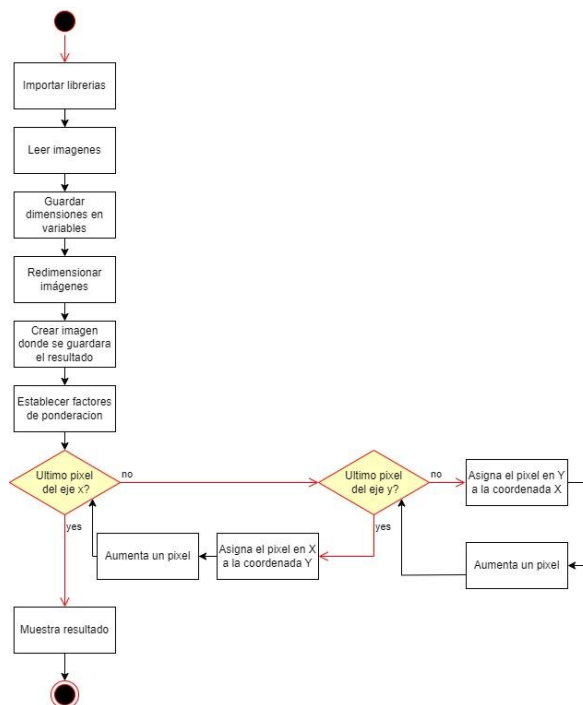 Importar librerias
Leer imagenes
Guardar
dimensiones en
variables
Redimensionar
imágenes
Crear imagen
donde se guardara
el resultado
Establecer factores
de ponderacion
Ultimo pixel
del eje x?
no
Ultimo pixel
del eje y?
no
Asigna el pixel en Y
a la coordenada X
yes
yes
Aumenta un pixel
Asigna el pixel en X
a la coordenada Y
Aumenta un pixel
Muestra resultado